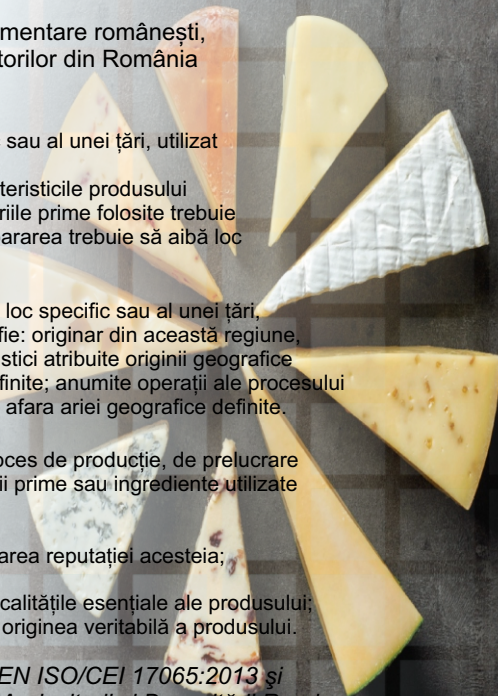 mentare românești,
torilor din România
sau al unei țări, utilizat
teristicile produsului
riile prime folosite trebuie
pararea trebuie să aibă loc
loc specific sau al unei țări,
fie: originar din această regiune,
stici atribuite originii geografice
finite; anumite operații ale procesului
afara ariei geografice definite.
oces de producție, de prelucrare
ii prime sau ingrediente utilizate
area reputației acesteia;
calitățile esențiale ale produsului;
originea veritabilă a produsului.
EN ISO/CEI 17065:2013 și